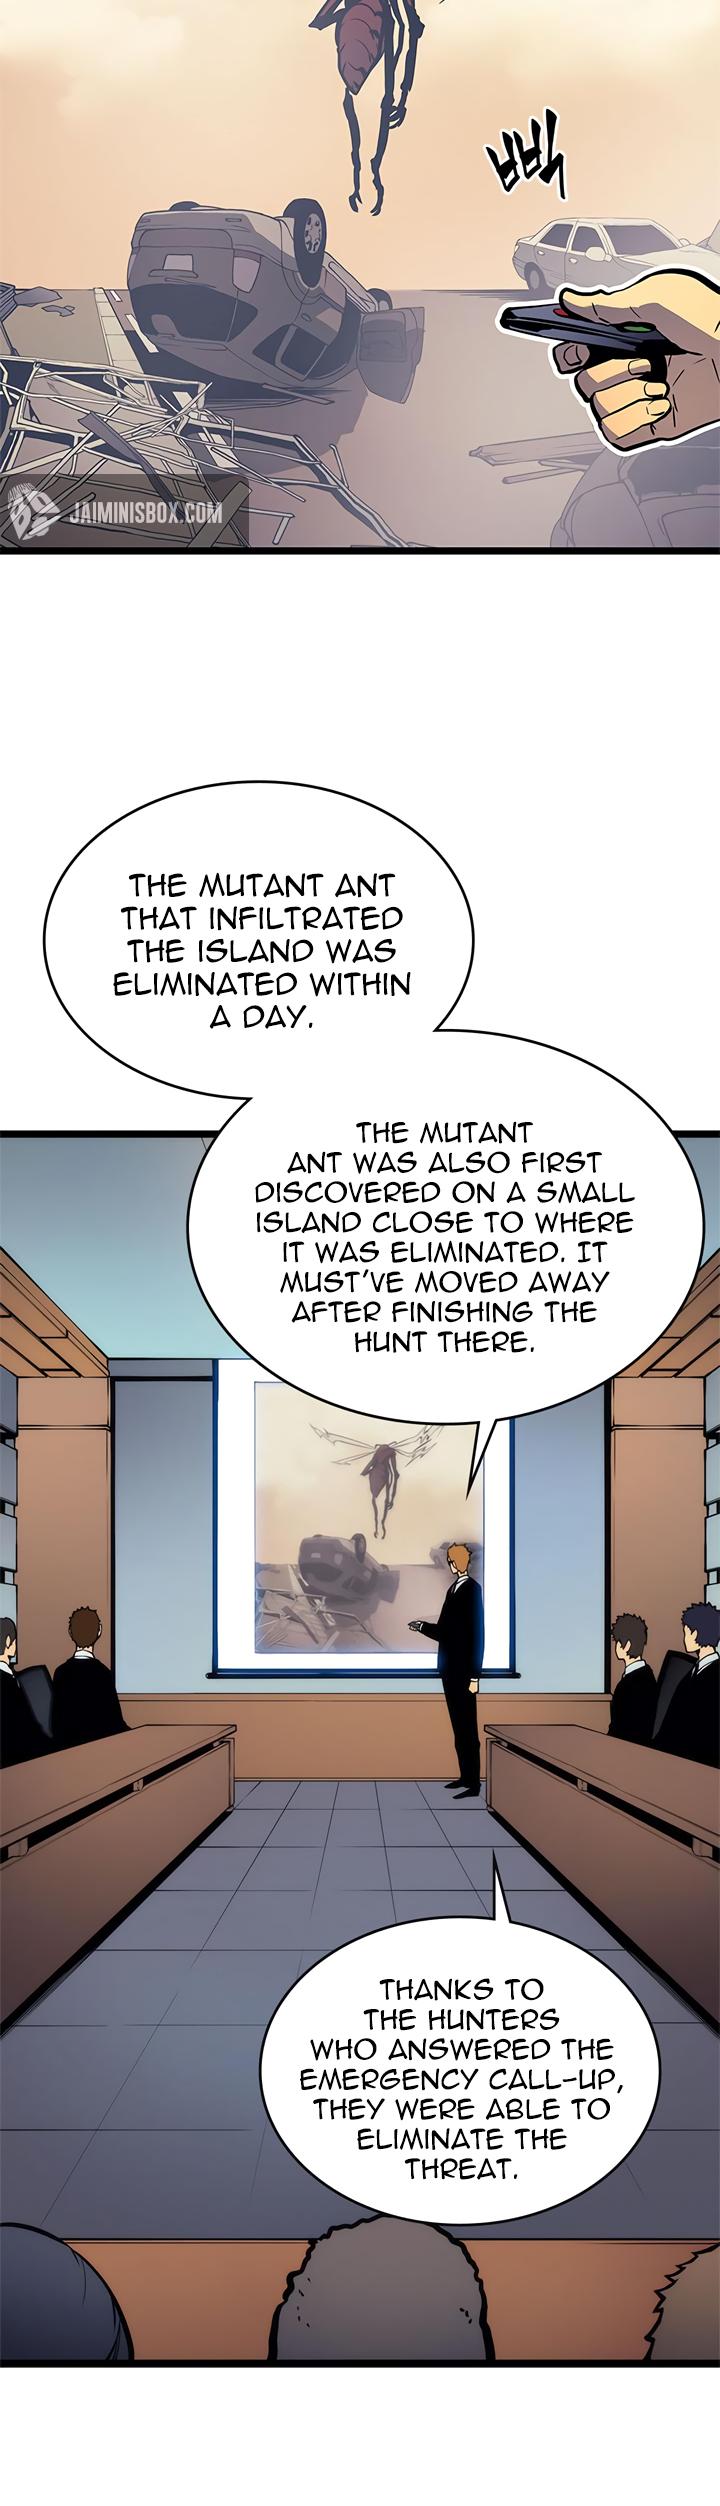 삐빅
JAIMINISBOX.COM
THE MUTANT ANT
THAT INFILTRATED
THE ISLAND WAS
ELIMINATED WITHIN
A DAY.
THE MUTANT
ANT WAS ALSO FIRST
DISCOVERED ON A SMALL
ISLAND CLOSE TO WHERE
IT WAS ELIMINATED. IT
MUST'VE MOVED AWAY
AFTER FINISHING THE
HUNT THERE.
THANKS TO
THE HUNTERS
WHO ANSWERED THE
EMERGENCY CALL-UP,
THEY WERE ABLE TO
ELIMINATE THE
THREAT.